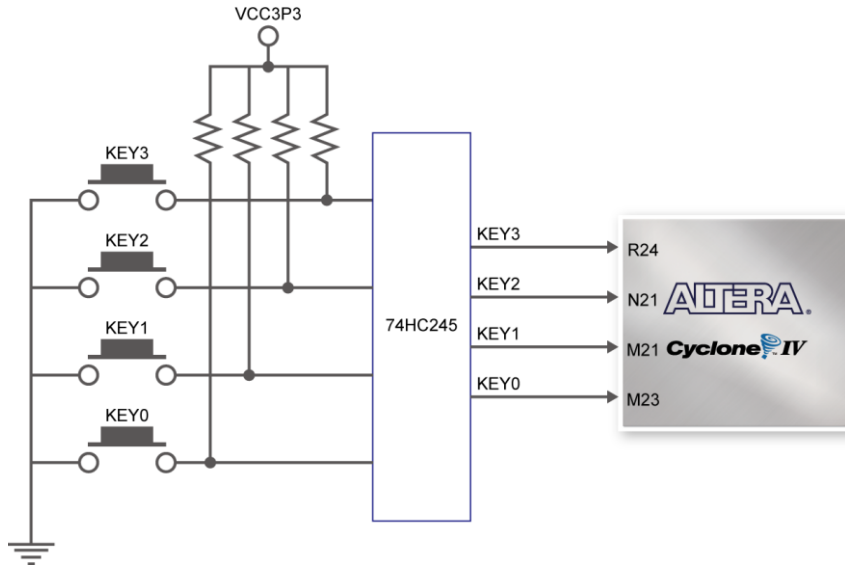 VCC3P3
KEY3
KEY2
KEY1
KEY0
74HC245
KEY3
KEY2
KEY1
KEY0
R24
N21
M21
M23
ALTERA.
Cyclone IV